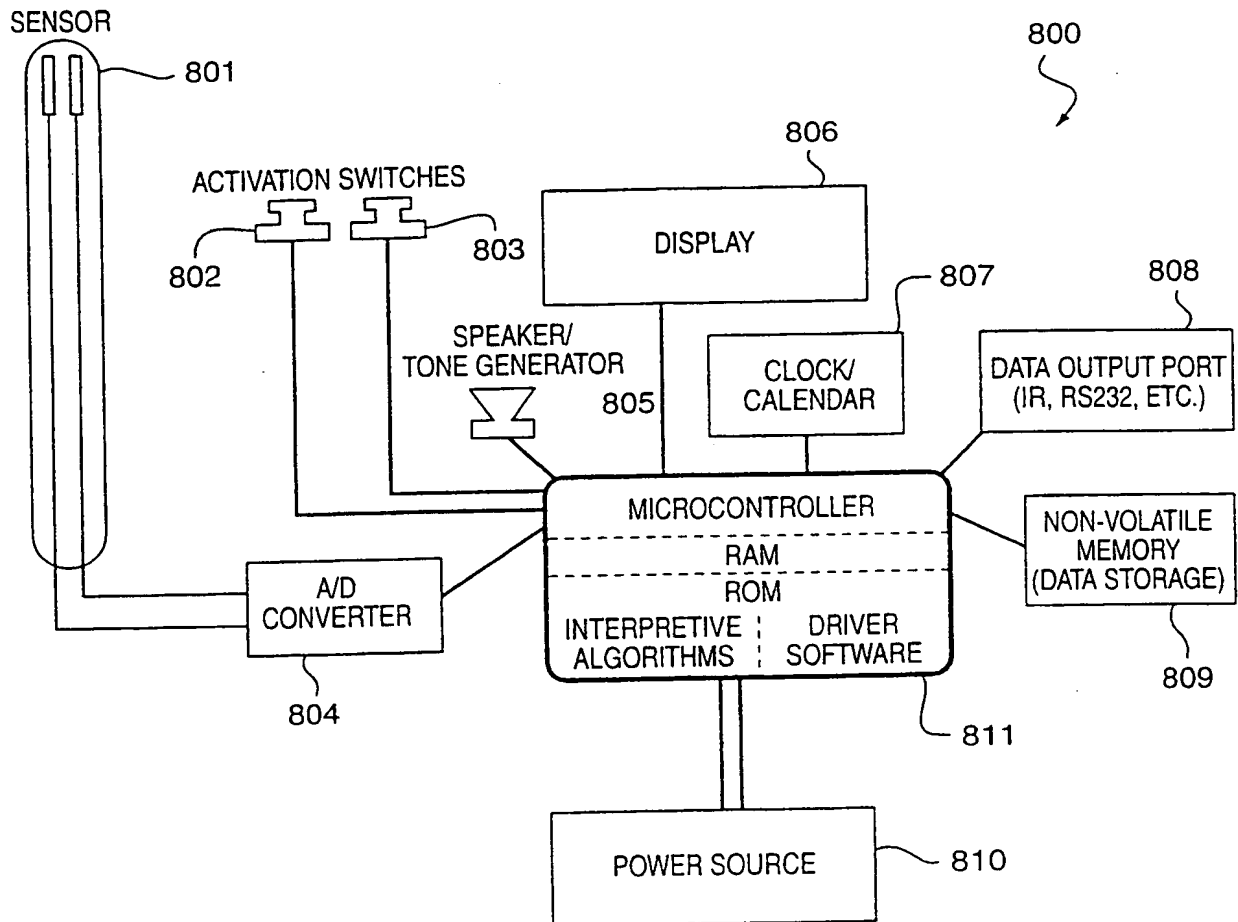 SENSOR
801
800
806
ACTIVATION SWITCHES
802
803
DISPLAY
807
808
SPEAKER/
TONE GENERATOR
805
CLOCK/
CALENDAR
DATA OUTPUT PORT
(IR, RS232, ETC.)
MICROCONTROLLER
RAM
ROM
INTERPRETIVE
ALGORITHMS
DRIVER
SOFTWARE
NON-VOLATILE
MEMORY
(DATA STORAGE)
A/D
CONVERTER
804
809
811
POWER SOURCE
810